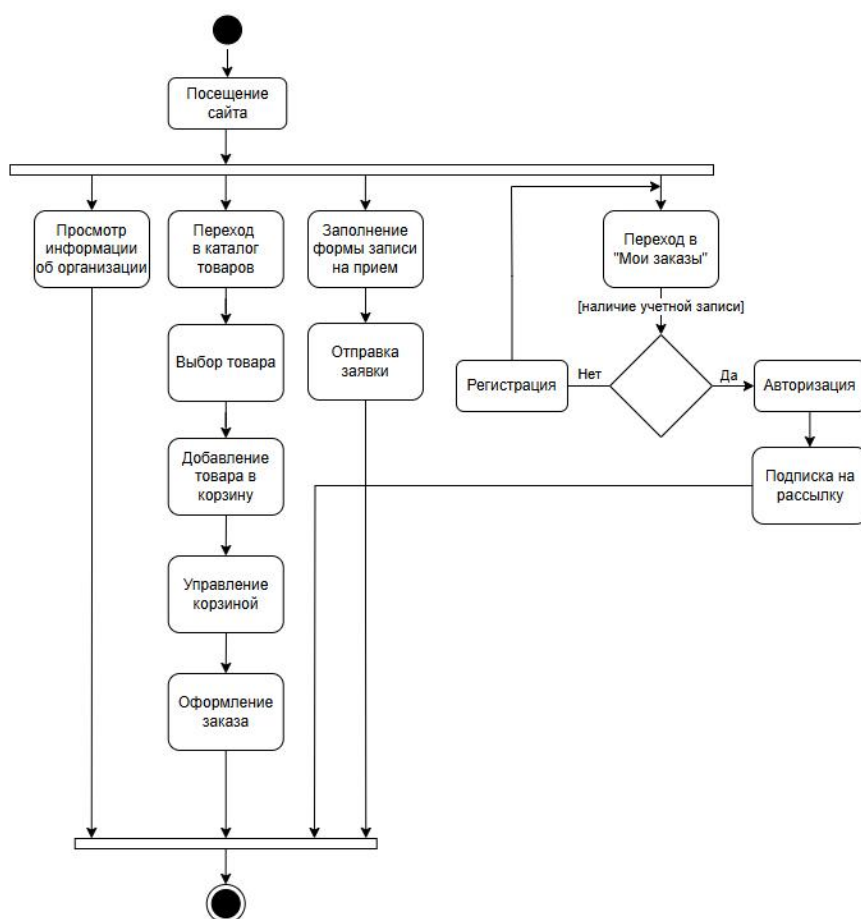 Посещение
сайта
Просмотр
информации
об организации
Переход
в каталог
товаров
Заполнение
формы записи
на прием
Переход в
"Мои заказы"
[наличие учетной записи]
Выбор товара
Отправка
заявки
Регистрация
Нет
Да
Авторизация
Добавление
товара в
корзину
Подписка на
рассылку
Управление
корзиной
Оформление
заказа